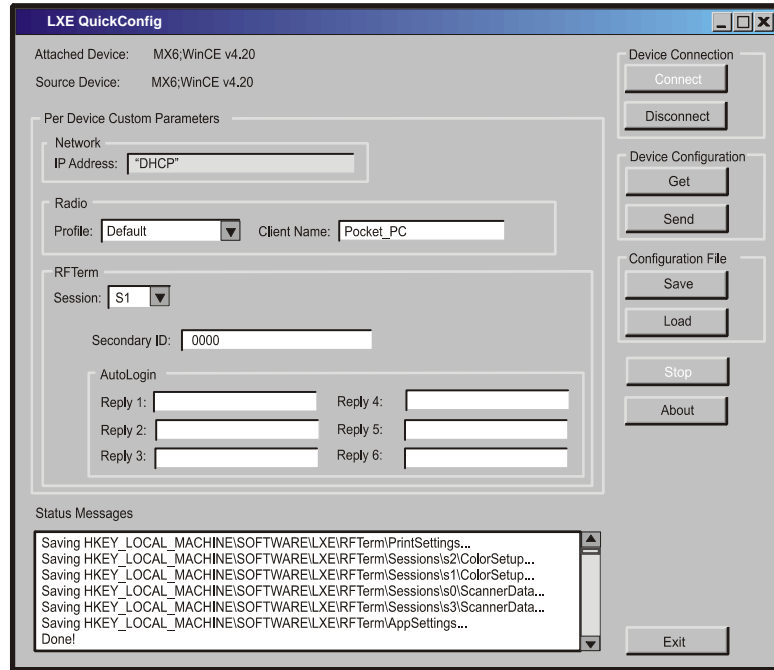 LXE QuickConfig
Attached Device: MX6;WinCE v4.20
Source Device: MX6;WinCE v4.20
Per Device Custom Parameters
Network
IP Address: “DHCP”
Radio
Profile: Default Client Name: Pocket_PC
RFTerm
Session: S1
Secondary ID: 0000
AutoLogin
Reply 1: Reply 4:
Reply 2: Reply 5:
Reply 3: Reply 6:
Device Connection
Connect
Disconnect
Device Configuration
Get
Send
Configuration File
Save
Load
Stop
About
Status Messages
Saving HKEY_LOCAL_MACHINE\SOFTWARE\LXE\RFTerm\PrintSettings...
Saving HKEY_LOCAL_MACHINE\SOFTWARE\LXE\RFTerm\Sessions\s2\ColorSetup...
Saving HKEY_LOCAL_MACHINE\SOFTWARE\LXE\RFTerm\Sessions\s1\ColorSetup...
Saving HKEY_LOCAL_MACHINE\SOFTWARE\LXE\RFTerm\Sessions\s0\ScannerData...
Saving HKEY_LOCAL_MACHINE\SOFTWARE\LXE\RFTerm\Sessions\s3\ScannerData...
Saving HKEY_LOCAL_MACHINE\SOFTWARE\LXE\RFTerm\AppSettings...
Done!
Exit